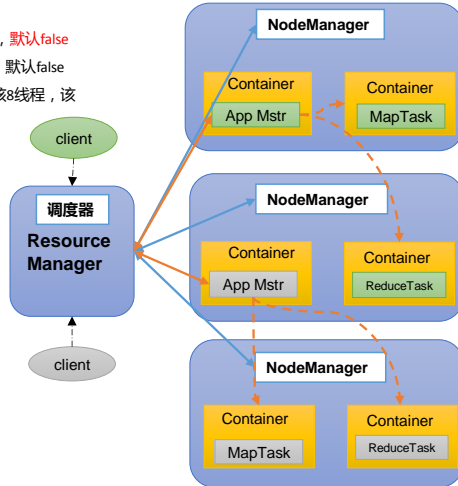 ，默认false
，默认false
该8线程，该
client
调度器
Resource
Manager
client
NodeManager
Container
App Mstr
Container
MapTask
NodeManager
Container
App Mstr
Container
ReduceTask
NodeManager
Container
MapTask
Container
ReduceTask